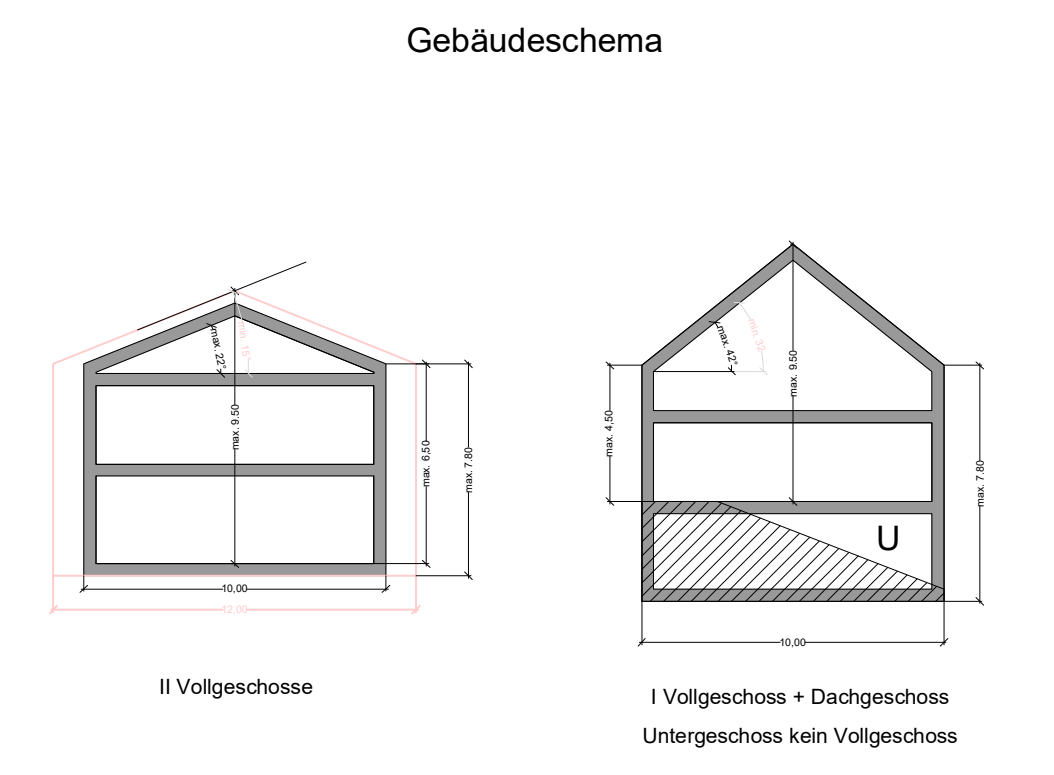 Gebäudeschema
max. 22°
min. 15°
max. 9.50
max. 6,50
max. 7.80
10,00
12,00
II Vollgeschosse
max. 42°
min. 32
max. 9.50
max. 4,50
max. 7.80
U
10,00
I Vollgeschoss + Dachgeschoss
Untergeschoss kein Vollgeschoss